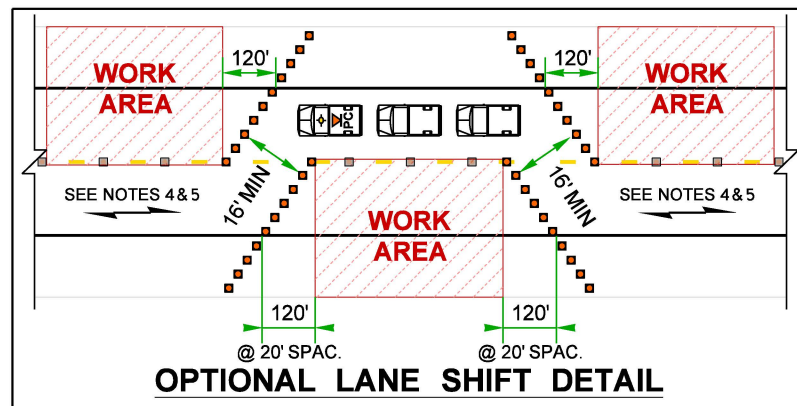 120'
120'
WORK
AREA
WORK
AREA
PC
SEE NOTES 4 & 5
16' MIN
16' MIN
SEE NOTES 4 & 5
WORK
AREA
120'
120'
@ 20' SPAC.
@ 20' SPAC.
OPTIONAL LANE SHIFT DETAIL